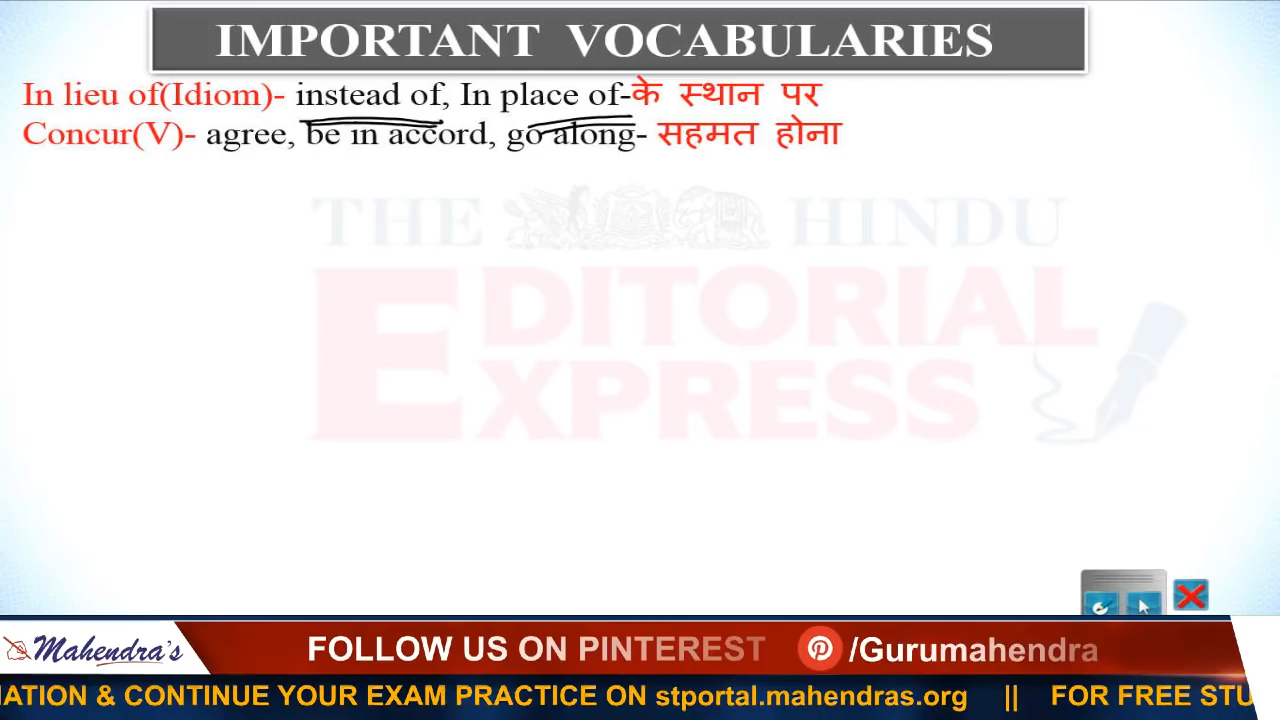 IMPORTANT VOCABULARIES
In lieu of(Idiom)- instead of, In place of-के स्थान पर
Concur(V)- agree, be in accord, go along- सहमत होना
THE HINDU
EDITORIAL
EXPRESS
Mahendra's
FOLLOW US ON PINTEREST /Gurumahendra
MATION & CONTINUE YOUR EXAM PRACTICE ON stportal.mahendras.org || FOR FREE STU